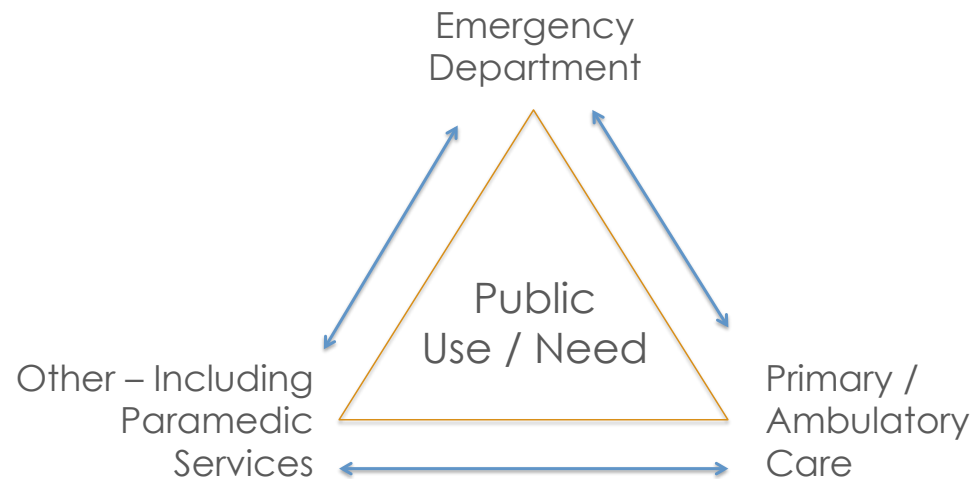 Emergency
Department
Public
Use / Need
Other – Including
Paramedic
Services
Primary /
Ambulatory
Care